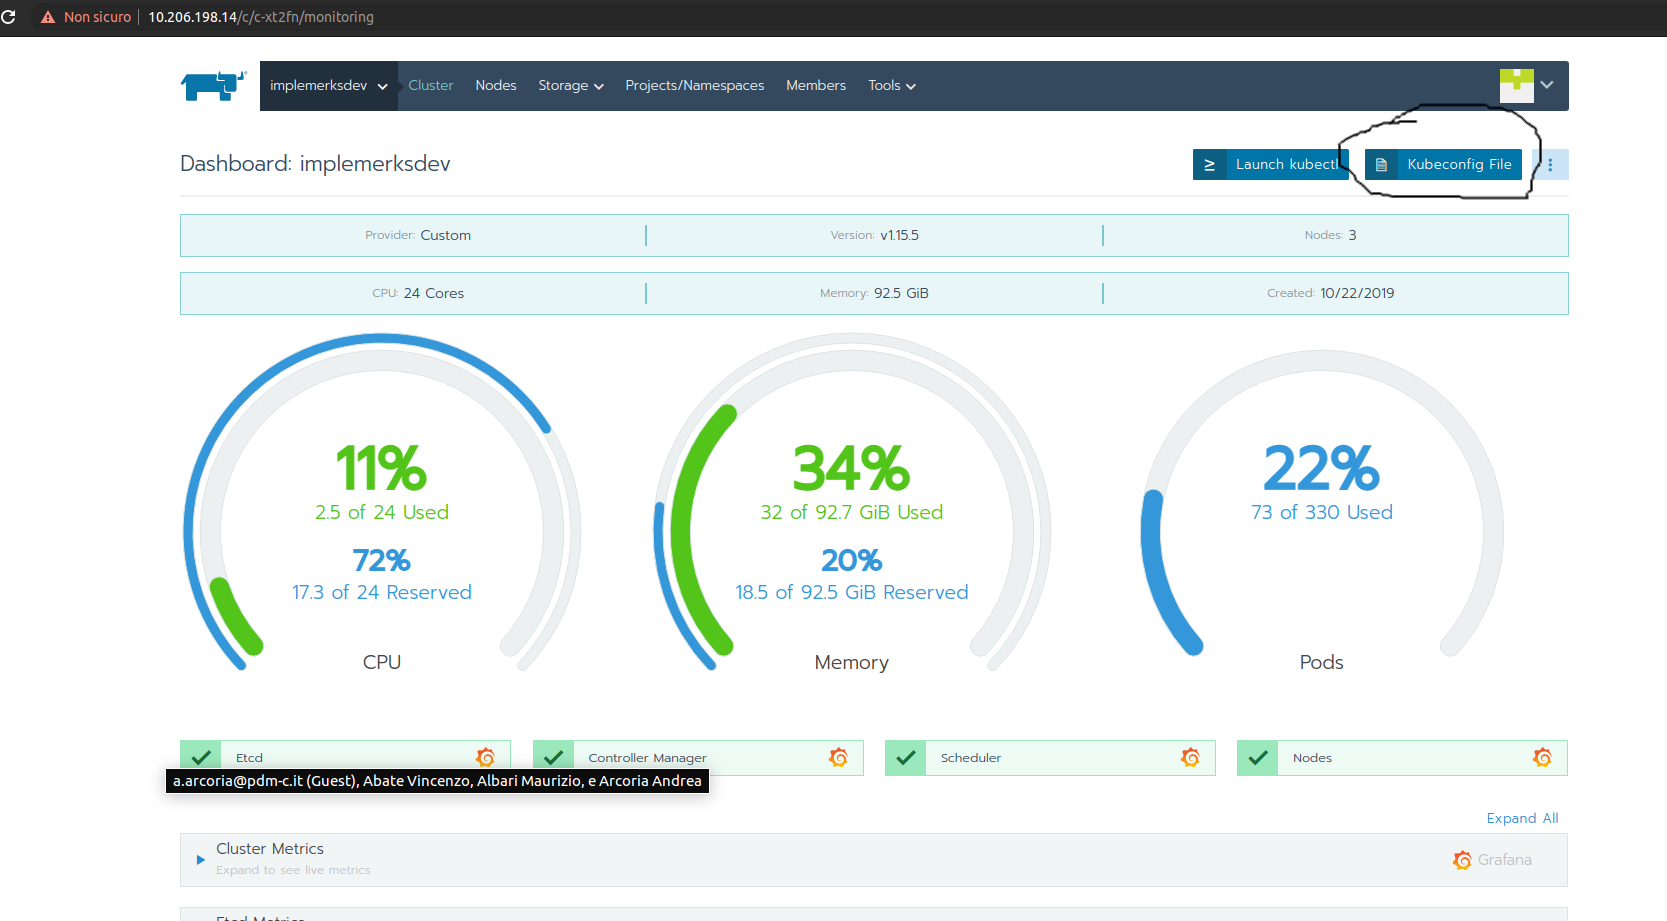 Non sicuro | 10.206.198.14/c/c-xt2fn/monitoring
implemerksdev Cluster Nodes Storage Projects/Namespaces Members Tools
Dashboard: implemerksdev
Launch kubectl
Kubeconfig File
Provider: Custom
Version: v1.15.5
Nodes: 3
CPU: 24 Cores
Memory: 92.5 GiB
Created: 10/22/2019
11%
2.5 of 24 Used
72%
17.3 of 24 Reserved
CPU
34%
32 of 92.7 GiB Used
20%
18.5 of 92.5 GiB Reserved
Memory
22%
73 of 330 Used
Pods
Etcd
Controller Manager
Scheduler
Nodes
a.arcoria@pdm-c.it (Guest), Abate Vincenzo, Albari Maurizio, e Arcoria Andrea
Expand All
Cluster Metrics
Expand to see live metrics
Grafana
Etcd Metrics